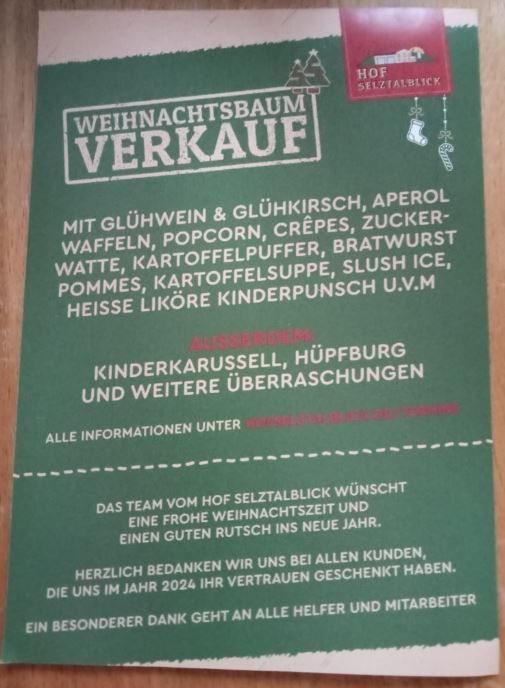 HOF
SELZTALBLICK
WEIHNACHTSBAUM
VERKAUF
MIT GLÜHWEIN & GLÜHKIRSCH, APEROL
WAFFELN, POPCORN, CRÊPES, ZUCKER-
WATTE, KARTOFFELPUFFER, BRATWURST
POMMES, KARTOFFELSUPPE, SLUSH ICE,
HEISSE LIKÖRE KINDERPUNSCH U.V.M
AUSSERDEM:
KINDERKARUSSELL, HÜPFBURG
UND WEITERE ÜBERRASCHUNGEN
ALLE INFORMATIONEN UNTER
DAS TEAM VOM HOF SELZTALBLICK WÜNSCHT
EINE FROHE WEIHNACHTSZEIT UND
EINEN GUTEN RUTSCH INS NEUE JAHR.
HERZLICH BEDANKEN WIR UNS BEI ALLEN KUNDEN,
DIE UNS IM JAHR 2024 IHR VERTRAUEN GESCHENKT HABEN.
EIN BESONDERER DANK GEHT AN ALLE HELFER UND MITARBEITER